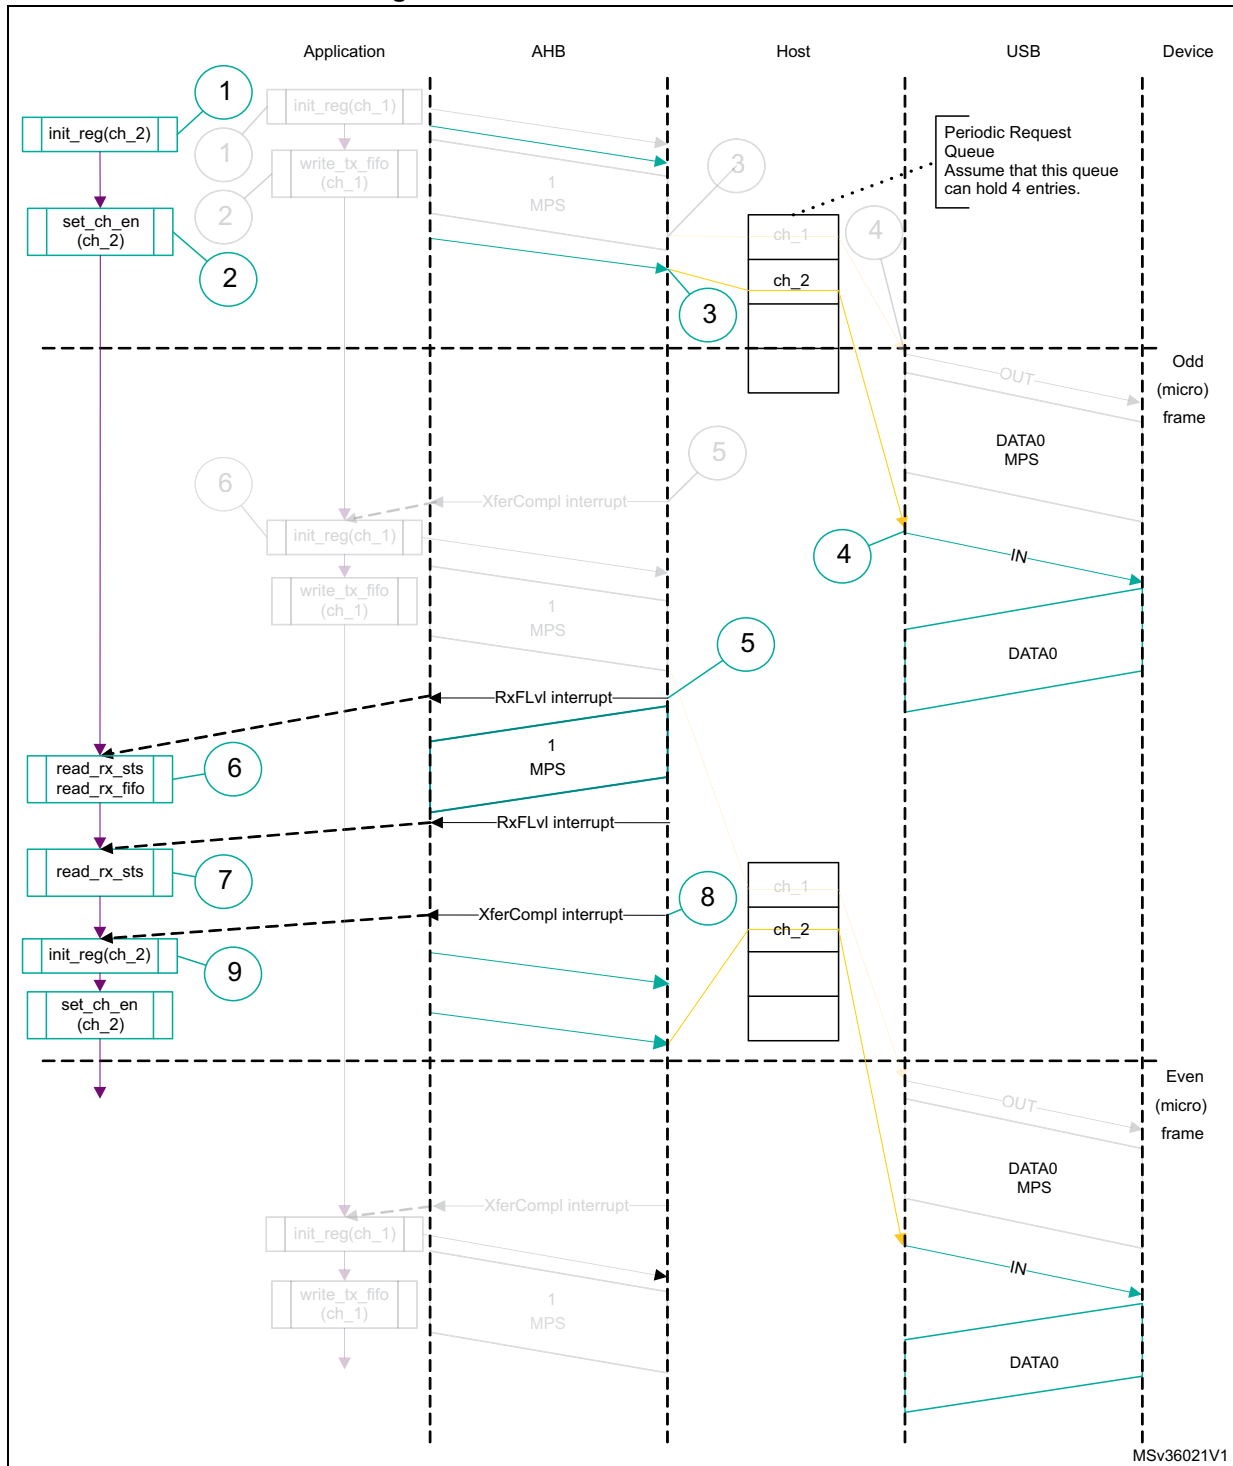 Application
AHB
Host
USB
Device
1
init_reg(ch_2)
init_reg(ch_1)
1
write_tx_fifo
(ch_1)
2
set_ch_en
(ch_2)
2
1
MPS
3
3
4
Periodic Request
Queue
Assume that this queue
can hold 4 entries.
ch_1
ch_2
Odd
(micro)
frame
OUT
DATA0
MPS
5
6
XferCompl interrupt
init_reg(ch_1)
write_tx_fifo
(ch_1)
1
MPS
4
IN
DATA0
5
RxFLvl interrupt
1
MPS
read_rx_sts
read_rx_fifo
6
RxFLvl interrupt
read_rx_sts
7
8
XferCompl interrupt
ch_1
ch_2
init_reg(ch_2)
9
set_ch_en
(ch_2)
Even
(micro)
frame
OUT
DATA0
MPS
XferCompl interrupt
init_reg(ch_1)
write_tx_fifo
(ch_1)
1
MPS
IN
DATA0
MSv36021V1